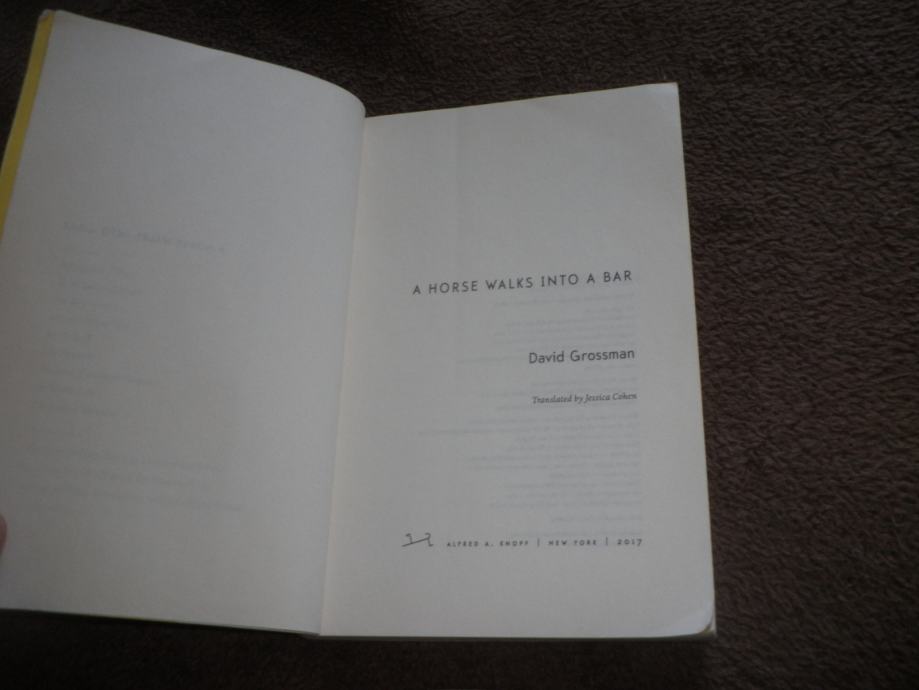 A HORSE WALKS INTO A BAR
David Grossman
Translated by Jessica Cohen
ALFRED A. KNOPF | NEW YORK | 2017